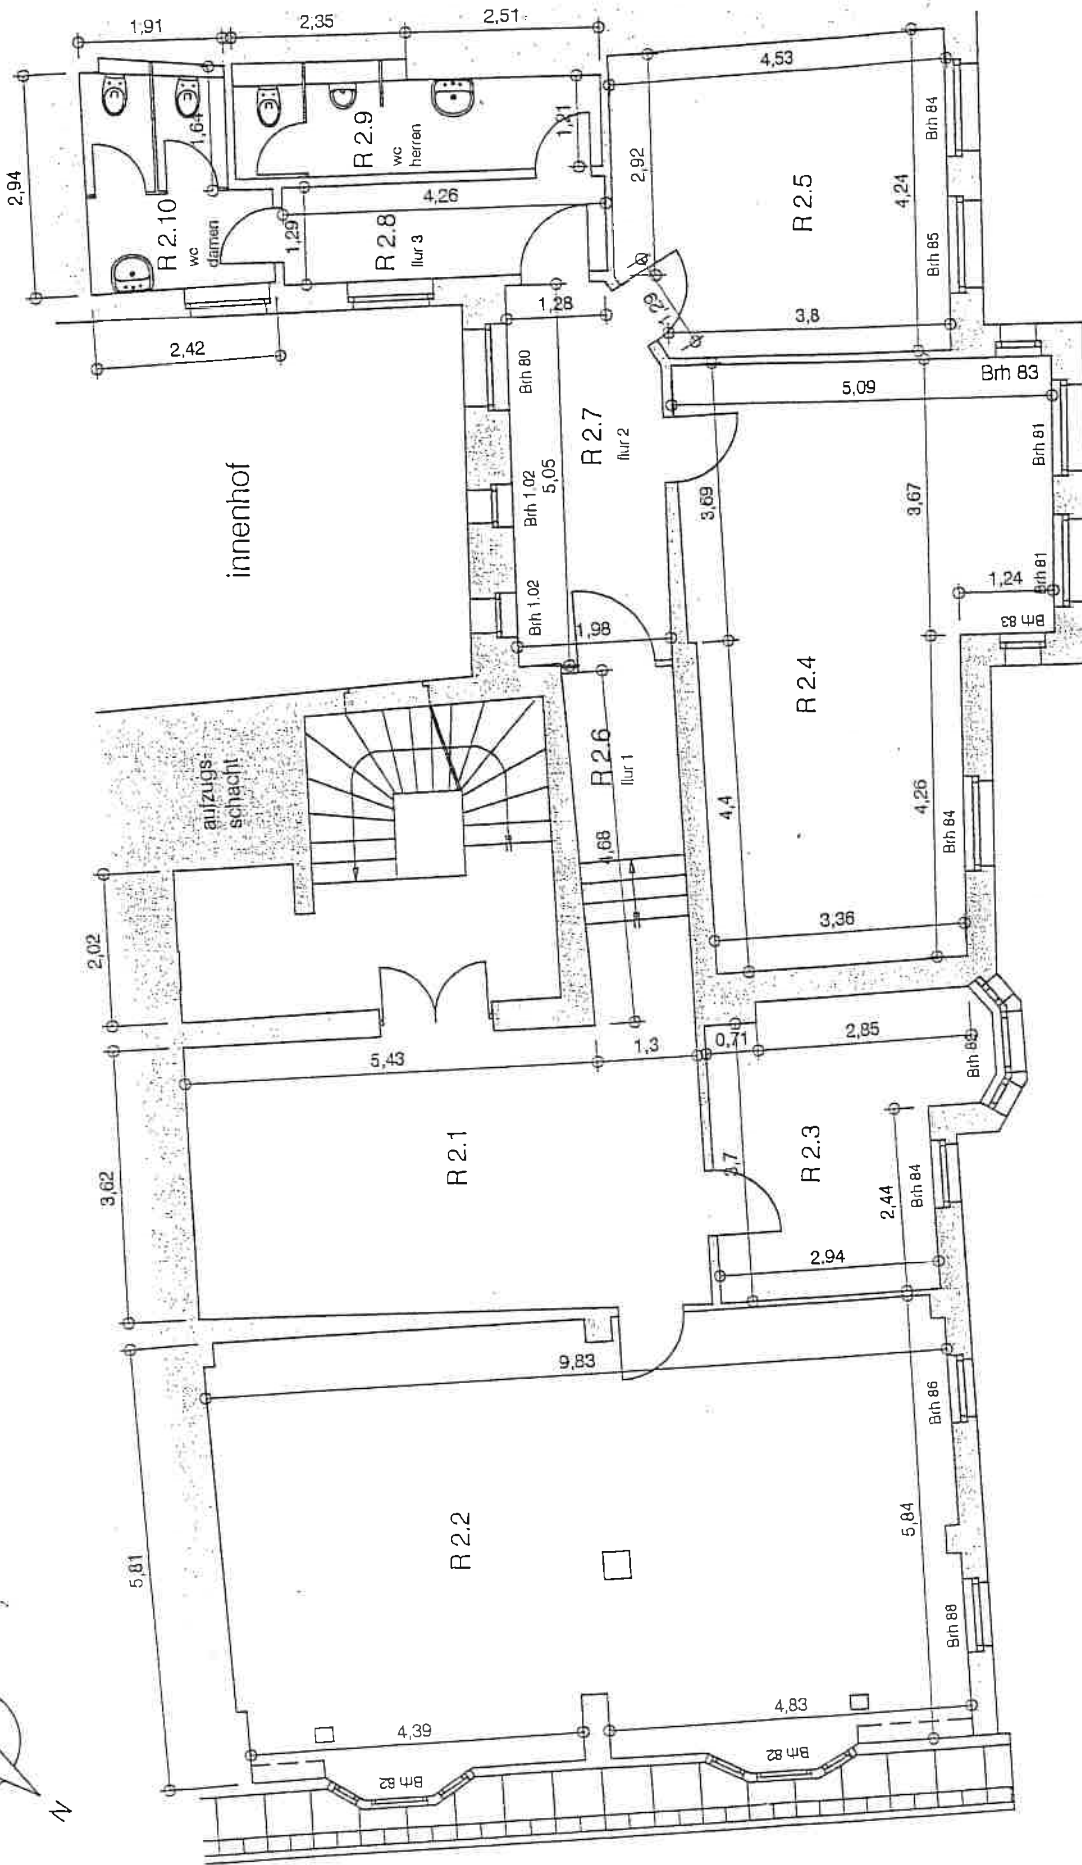 1,91
2,35
2,51
2,94
1,64
R 2.10
wc
damen
R 2.9
wc
herren
1,21
4,53
Brh 84
2,92
4,26
R 2.8
flur 3
1,29
R 2.5
4,24
Brh 85
2,42
1,28
1,29
3,8
innenhof
Brh 80
R 2.7
flur 2
5,05
Brh 1.02
Brh 1.02
5,09
Brh 83
Brh 81
3,69
3,67
1,24
Brh 81
Brh 83
1,98
aufzugs-
schacht
R 2.6
flur 1
4,68
R 2.4
4,4
4,26
Brh 84
3,36
2,02
5,43
1,3
0,71
2,85
3,62
R 2.1
3,7
R 2.3
2,44
Brh 84
2,94
9,83
Brh 86
5,81
R 2.2
5,84
Brh 88
4,39
4,83
Brh 82
Brh 82
N